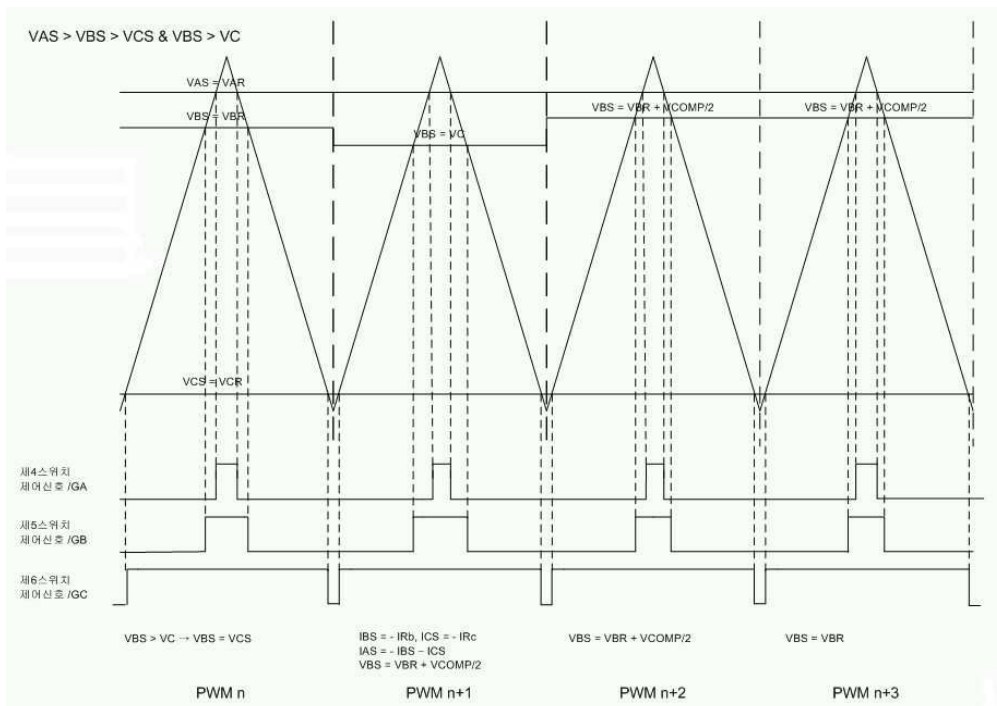 VAS > VBS > VCS & VBS > VC
VAS = VAR
VBS = VBR
VBS = VC
VBS = VBR + VCOMP/2
VBS = VBR + VCOMP/2
VCS = VCR
제4스위치
제어신호 /GA
제5스위치
제어신호 /GB
제6스위치
제어신호 /GC
VBS > VC → VBS = VCS
IBS = - IRb, ICS = - IRc
IAS = - IBS – ICS
VBS = VBR + VCOMP/2
VBS = VBR + VCOMP/2
VBS = VBR
PWM n
PWM n+1
PWM n+2
PWM n+3